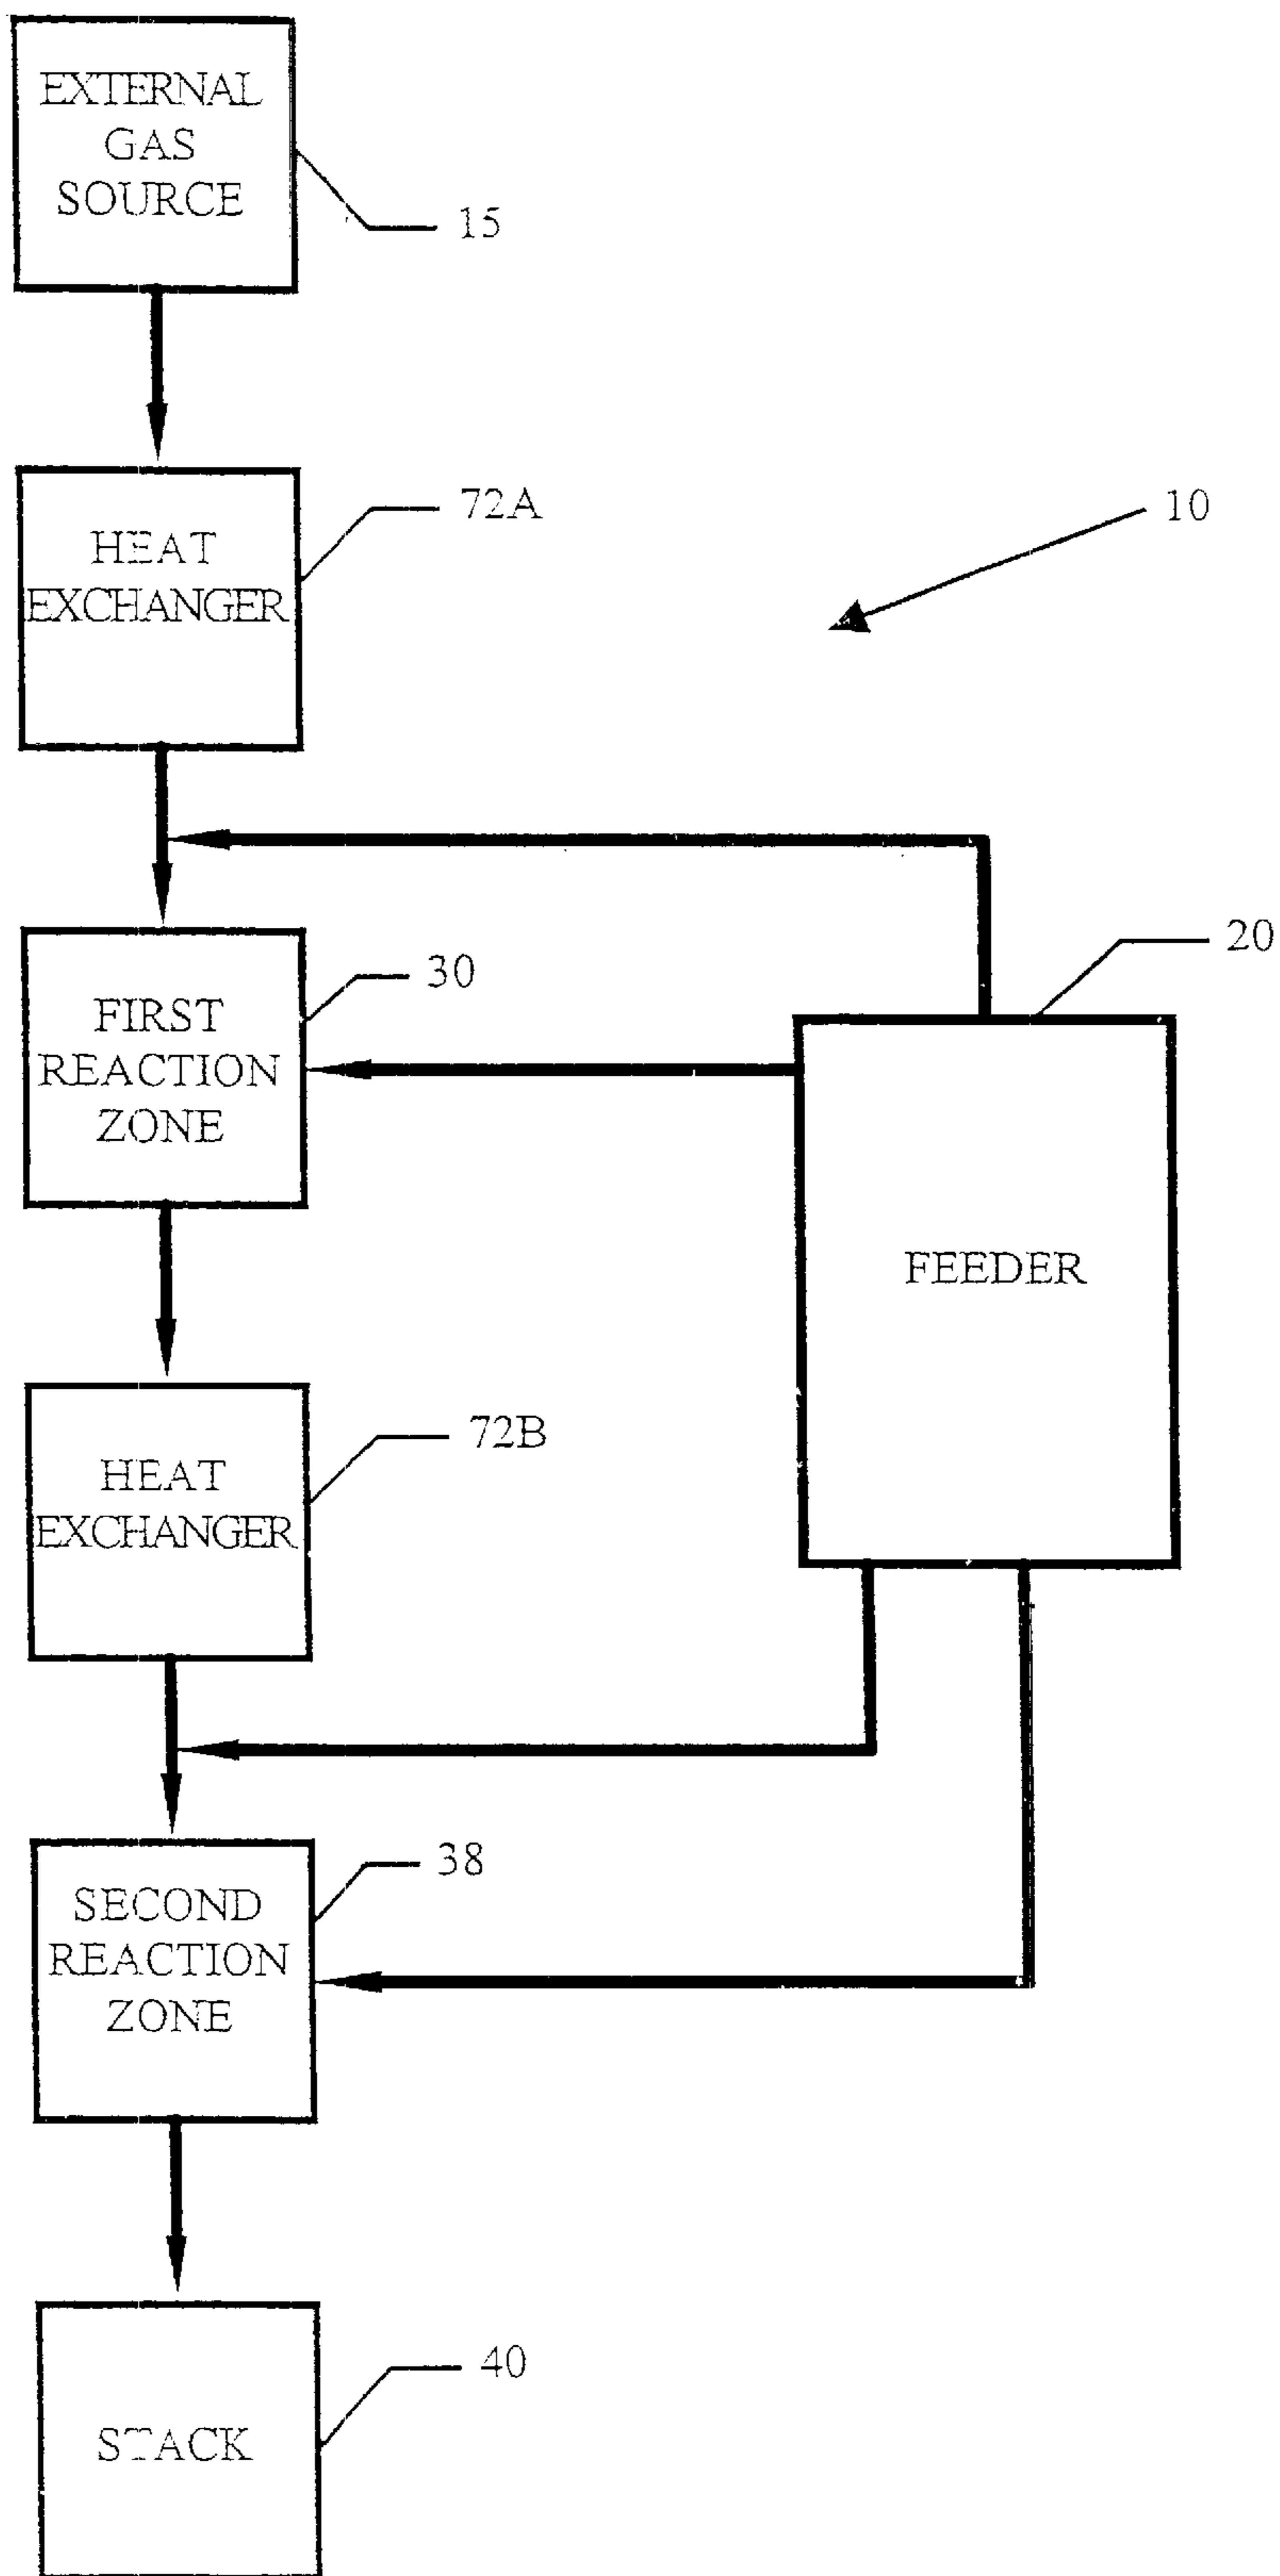 EXTERNAL
GAS
SOURCE
15
72A
HEAT
EXCHANGER
10
20
30
FIRST
REACTION
ZONE
FEEDER
72B
HEAT
EXCHANGER
38
SECOND
REACTION
ZONE
40
STACK